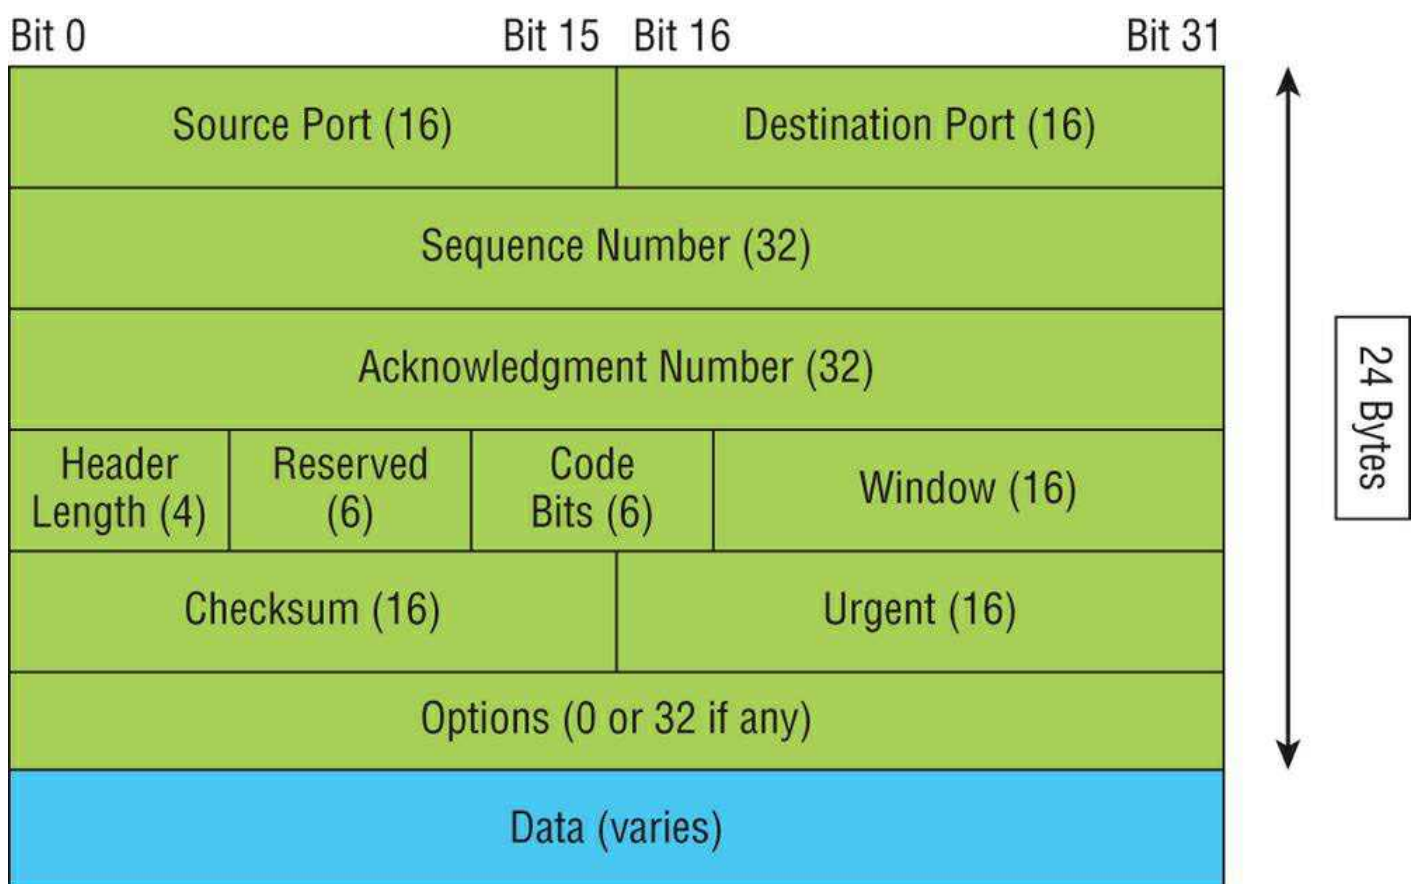 Bit 0 Bit 15 Bit 16 Bit 31
Source Port (16) Destination Port (16)
Sequence Number (32)
Acknowledgment Number (32)
Header Length (4) Reserved (6) Code Bits (6) Window (16)
Checksum (16) Urgent (16)
Options (0 or 32 if any)
Data (varies)
24 Bytes